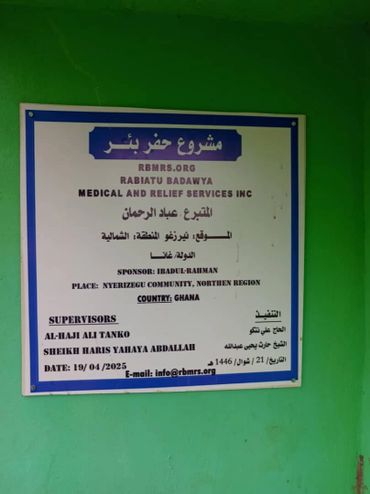 مشروع حفر بئر
RBMRS.ORG
RABIATU BADAWYA
MEDICAL AND RELIEF SERVICES INC
المتبرع: عباد الرحمان
الموقع: نيرزغو المنطقة: الشمالية
الدولة: غانا
SPONSOR: IBADUL-RAHMAN
PLACE: NYERIZEGU COMMUNITY, NORTHEN REGION
COUNTRY: GHANA
SUPERVISORS التنفيذ
AL-HAJI ALI TANKO الحاج علي تنكو
SHEIKH HARIS YAHAYA ABDALLAH الشيخ حارث يحيى عبدالله
DATE: 19/ 04 /2025 التاريخ/ 21 / شوال/ 1446 هـ
E-mail: info@rbmrs.org